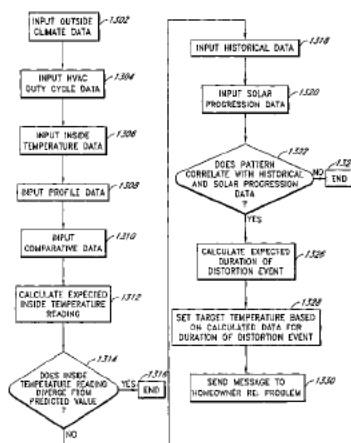 INPUT OUTSIDE
CLIMATE DATA
1302
INPUT HVAC
DUTY CYCLE DATA
1304
INPUT INSIDE
TEMPERATURE DATA
1306
INPUT PROFILE DATA
1308
INPUT
COMPARATIVE DATA
1310
CALCULATE EXPECTED
INSIDE TEMPERATURE
READING
1312
DOES INSIDE
TEMPERATURE READING
DIVERGE FROM
PREDICTED VALUE
?
1314
YES
END
1316
NO
INPUT HISTORICAL DATA
1318
INPUT SOLAR
PROGRESSION DATA
1320
DOES PATTERN
CORRELATE WITH HISTORICAL
AND SOLAR PROGRESSION
DATA
?
1322
NO
END
YES
CALCULATE EXPECTED
DURATION OF
DISTORTION EVENT
1326
SET TARGET TEMPERATURE BASED
ON CALCULATED DATA FOR
DURATION OF DISTORTION EVENT
1328
SEND MESSAGE TO
HOMEOWNER RE: PROBLEM
1330